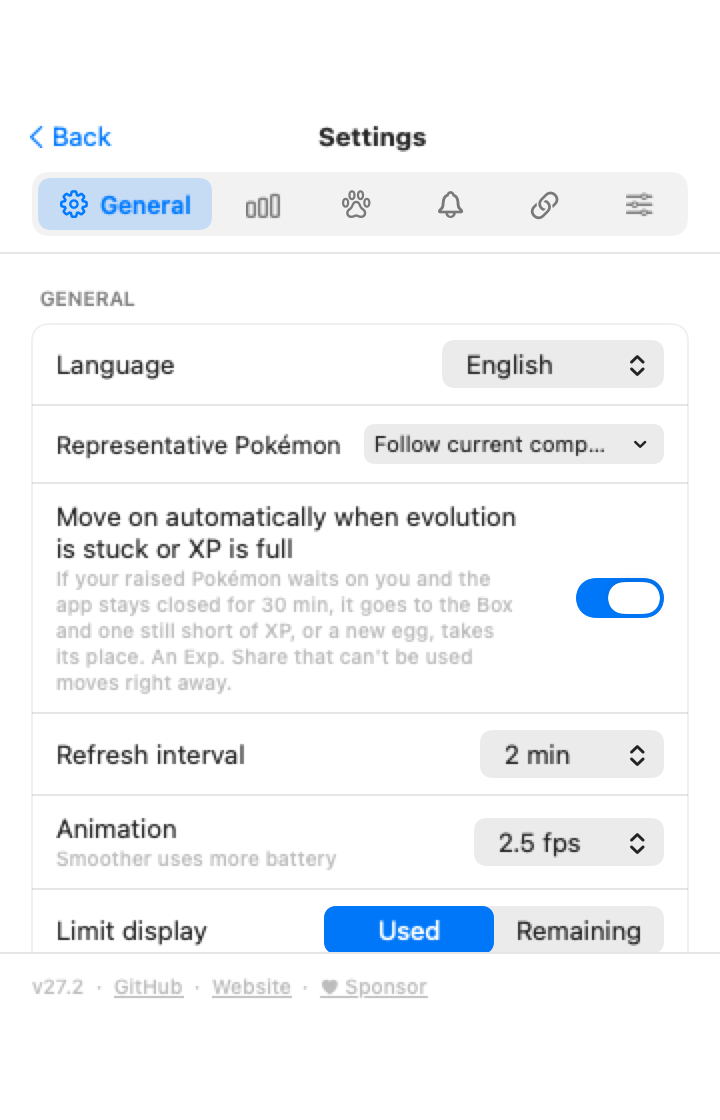 Back
Settings
General
GENERAL
Language
English
Representative Pokémon
Follow current comp...
Move on automatically when evolution
is stuck or XP is full
If your raised Pokémon waits on you and the
app stays closed for 30 min, it goes to the Box
and one still short of XP, or a new egg, takes
its place. An Exp. Share that can't be used
moves right away.
Refresh interval
2 min
Animation
Smoother uses more battery
2.5 fps
Limit display
Used
Remaining
v27.2 · GitHub · Website · ♥ Sponsor